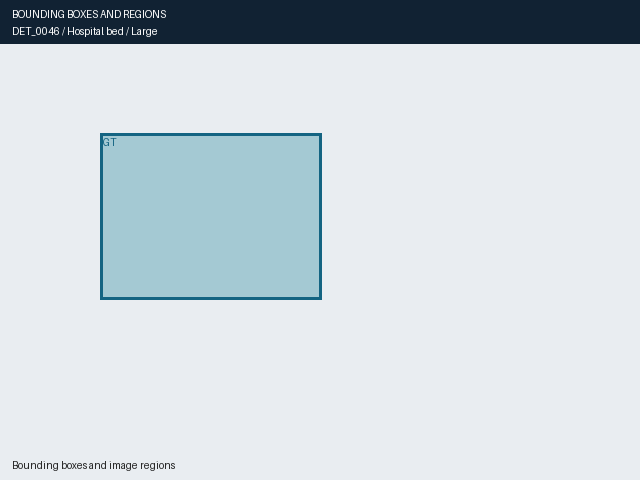 BOUNDING BOXES AND REGIONS
DET_0046 / Hospital bed / Large
GT
Bounding boxes and image regions